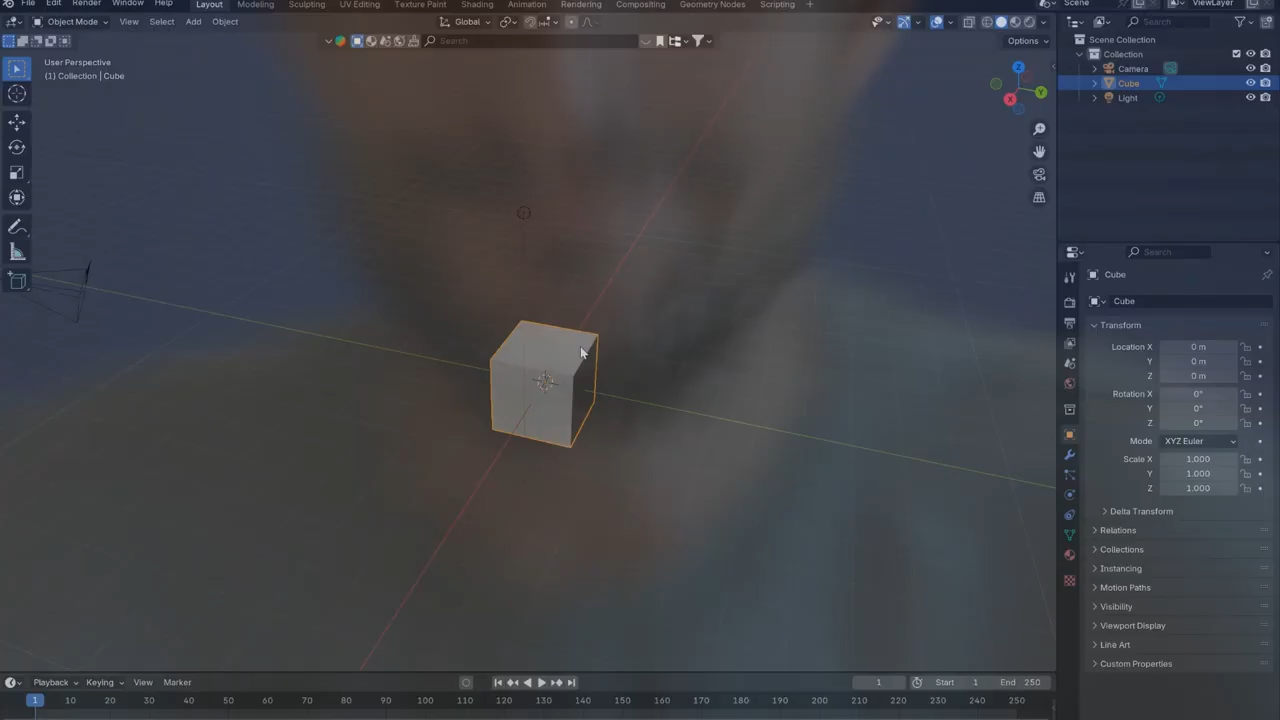 File Edit Render Window Help Layout Modeling Sculpting UV Editing Texture Paint Shading Animation Rendering Compositing Geometry Nodes Scripting + Scene ViewLayer
Object Mode View Select Add Object Global Search
Search Options
User Perspective
(1) Collection | Cube
Z
Y
X
Scene Collection
Collection
Camera
Cube
Light
Search
Cube
Cube
Transform
Location X 0 m
Y 0 m
Z 0 m
Rotation X 0°
Y 0°
Z 0°
Mode XYZ Euler
Scale X 1.000
Y 1.000
Z 1.000
Delta Transform
Relations
Collections
Instancing
Motion Paths
Visibility
Viewport Display
Line Art
Custom Properties
Playback Keying View Marker 1 Start 1 End 250
1 10 20 30 40 50 60 70 80 90 100 110 120 130 140 150 160 170 180 190 200 210 220 230 240 250